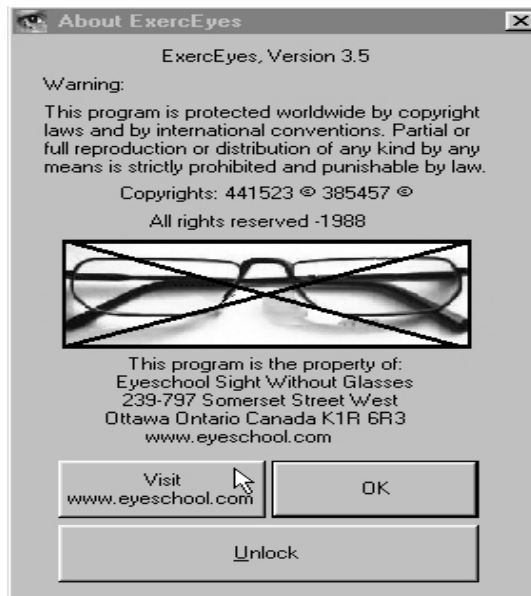 About ExercEyes
ExercEyes, Version 3.5
Warning:
This program is protected worldwide by copyright
laws and by international conventions. Partial or
full reproduction or distribution of any kind by any
means is strictly prohibited and punishable by law.
Copyrights: 441523 © 385457 ©
All rights reserved -1988
This program is the property of:
Eyeschool Sight Without Glasses
239-797 Somerset Street West
Ottawa Ontario Canada K1R 6R3
www.eyeschool.com
Visit
www.eyeschool.com
OK
Unlock